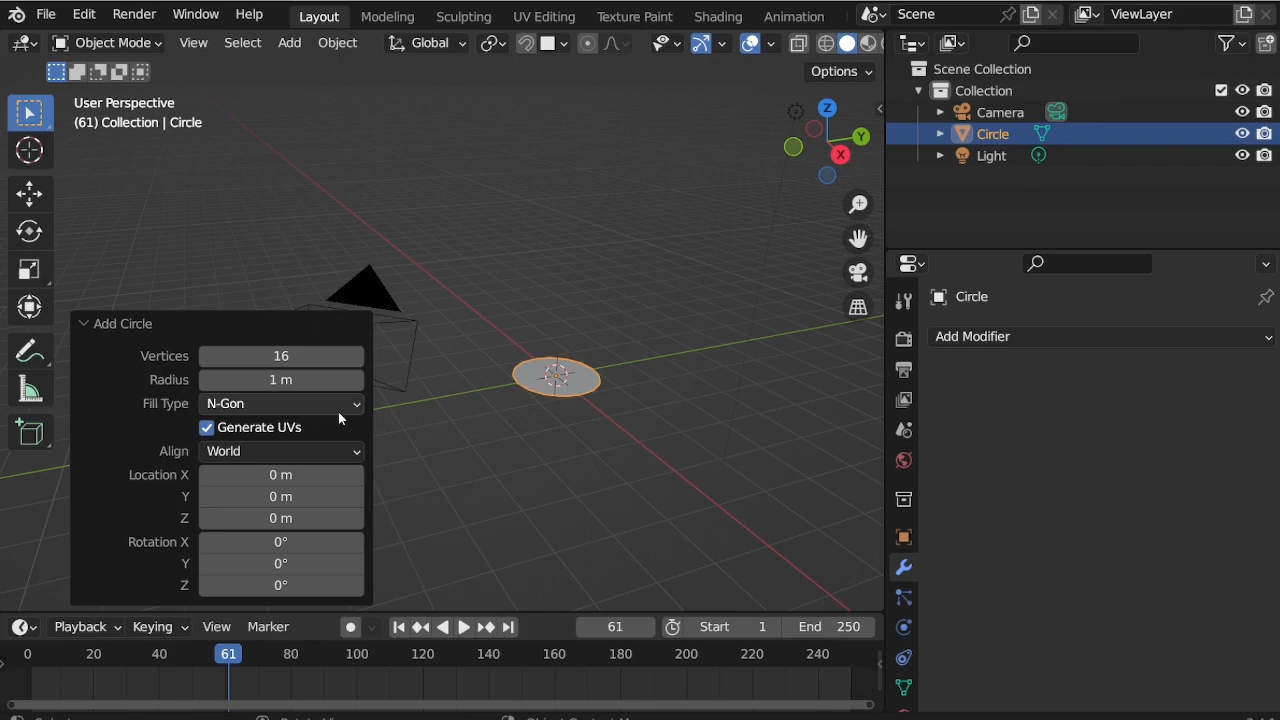 File Edit Render Window Help Layout Modeling Sculpting UV Editing Texture Paint Shading Animation Scene ViewLayer
Object Mode View Select Add Object Global
Options
User Perspective
(61) Collection | Circle
Z
Y
X
Scene Collection
Collection
Camera
Circle
Light
Circle
Add Modifier
Add Circle
Vertices 16
Radius 1 m
Fill Type N-Gon
Generate UVs
Align World
Location X 0 m
Y 0 m
Z 0 m
Rotation X 0°
Y 0°
Z 0°
Playback Keying View Marker 61 Start 1 End 250
0 20 40 61 80 100 120 140 160 180 200 220 240